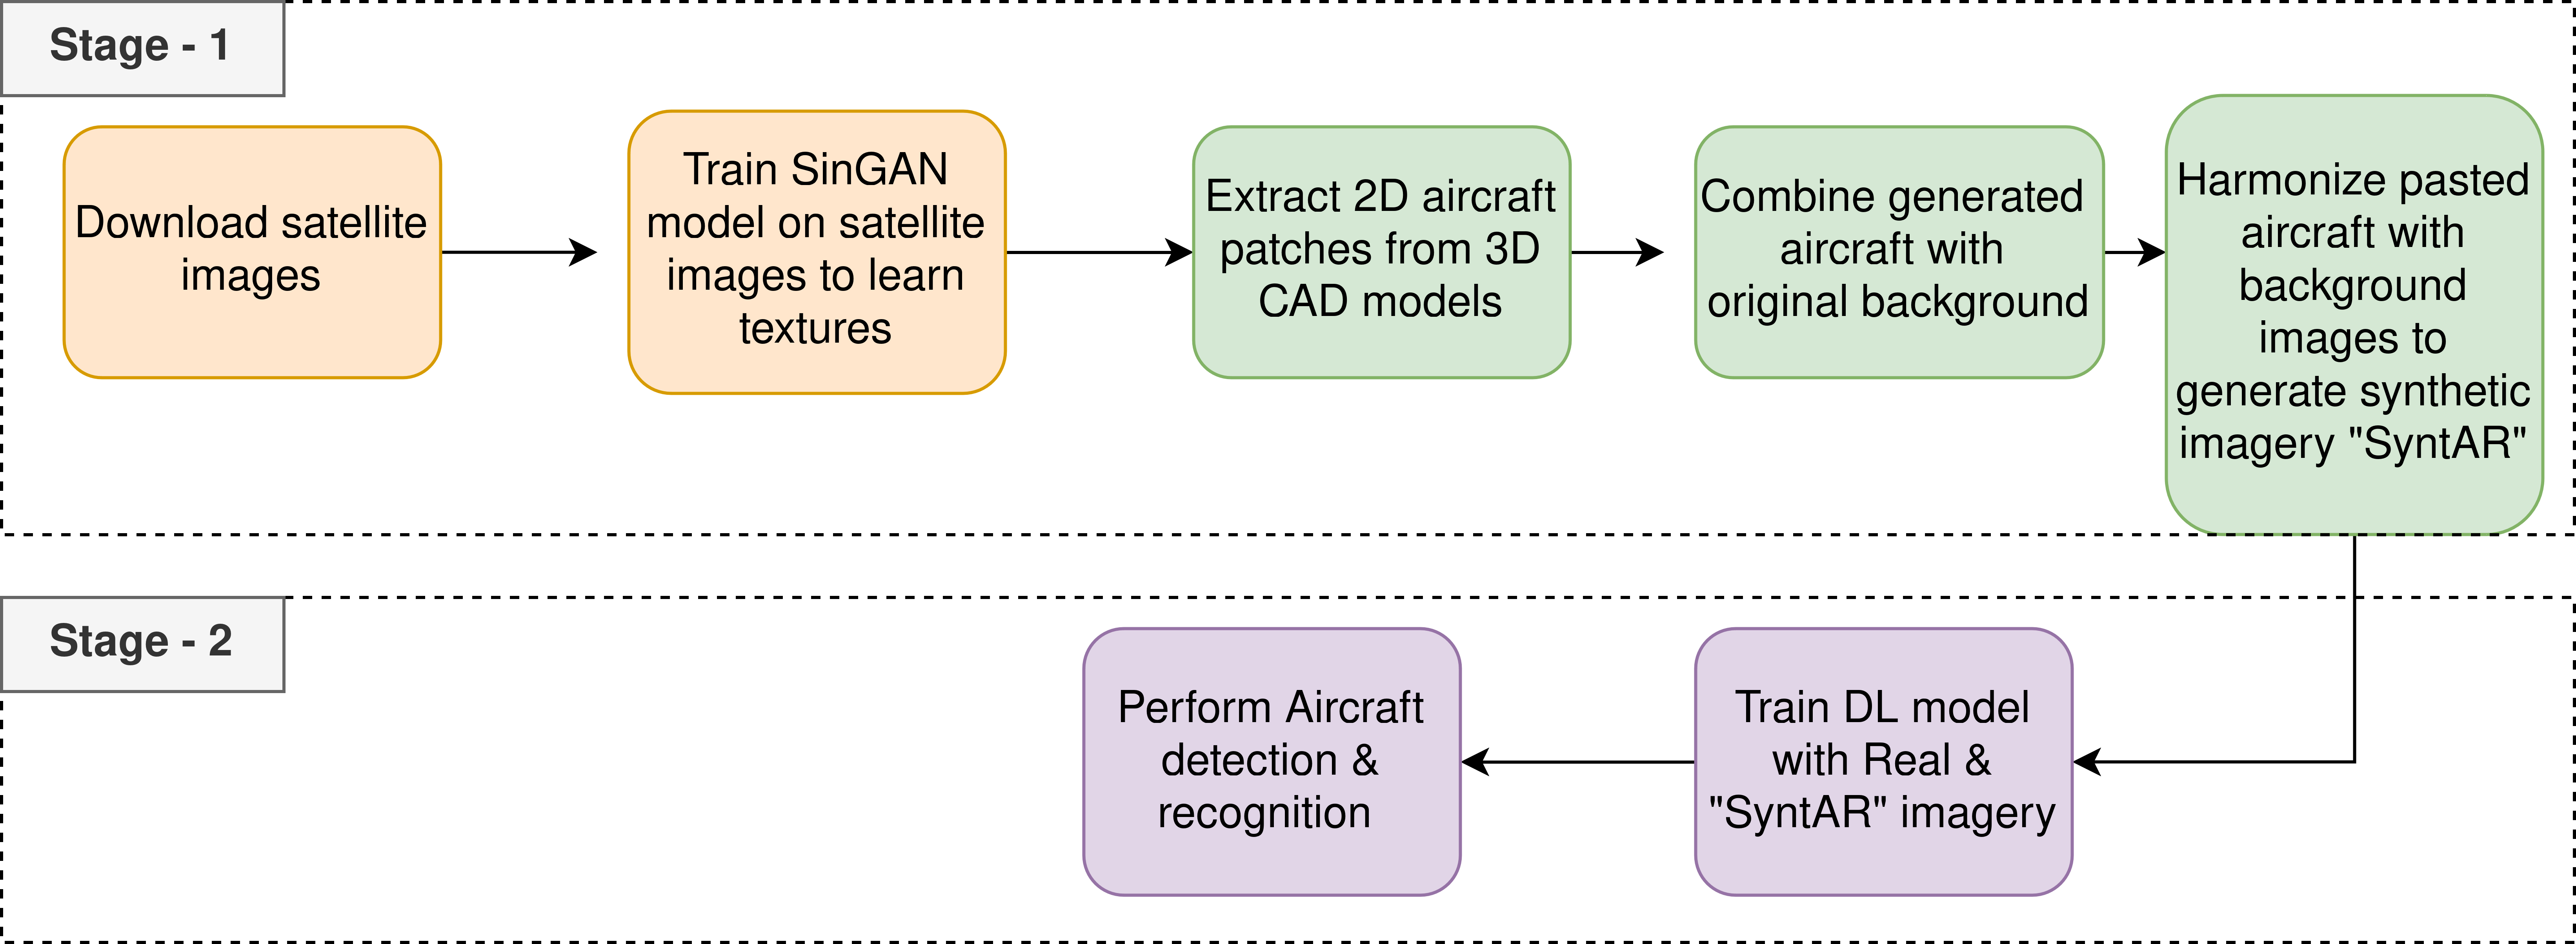 Stage - 1
Download satellite
images
Train SinGAN
model on satellite
images to learn
textures
Extract 2D aircraft
patches from 3D
CAD models
Combine generated
aircraft with
original background
Harmonize pasted
aircraft with
background
images to
generate synthetic
imagery "SyntAR"
Stage - 2
Perform Aircraft
detection &
recognition
Train DL model
with Real &
"SyntAR" imagery